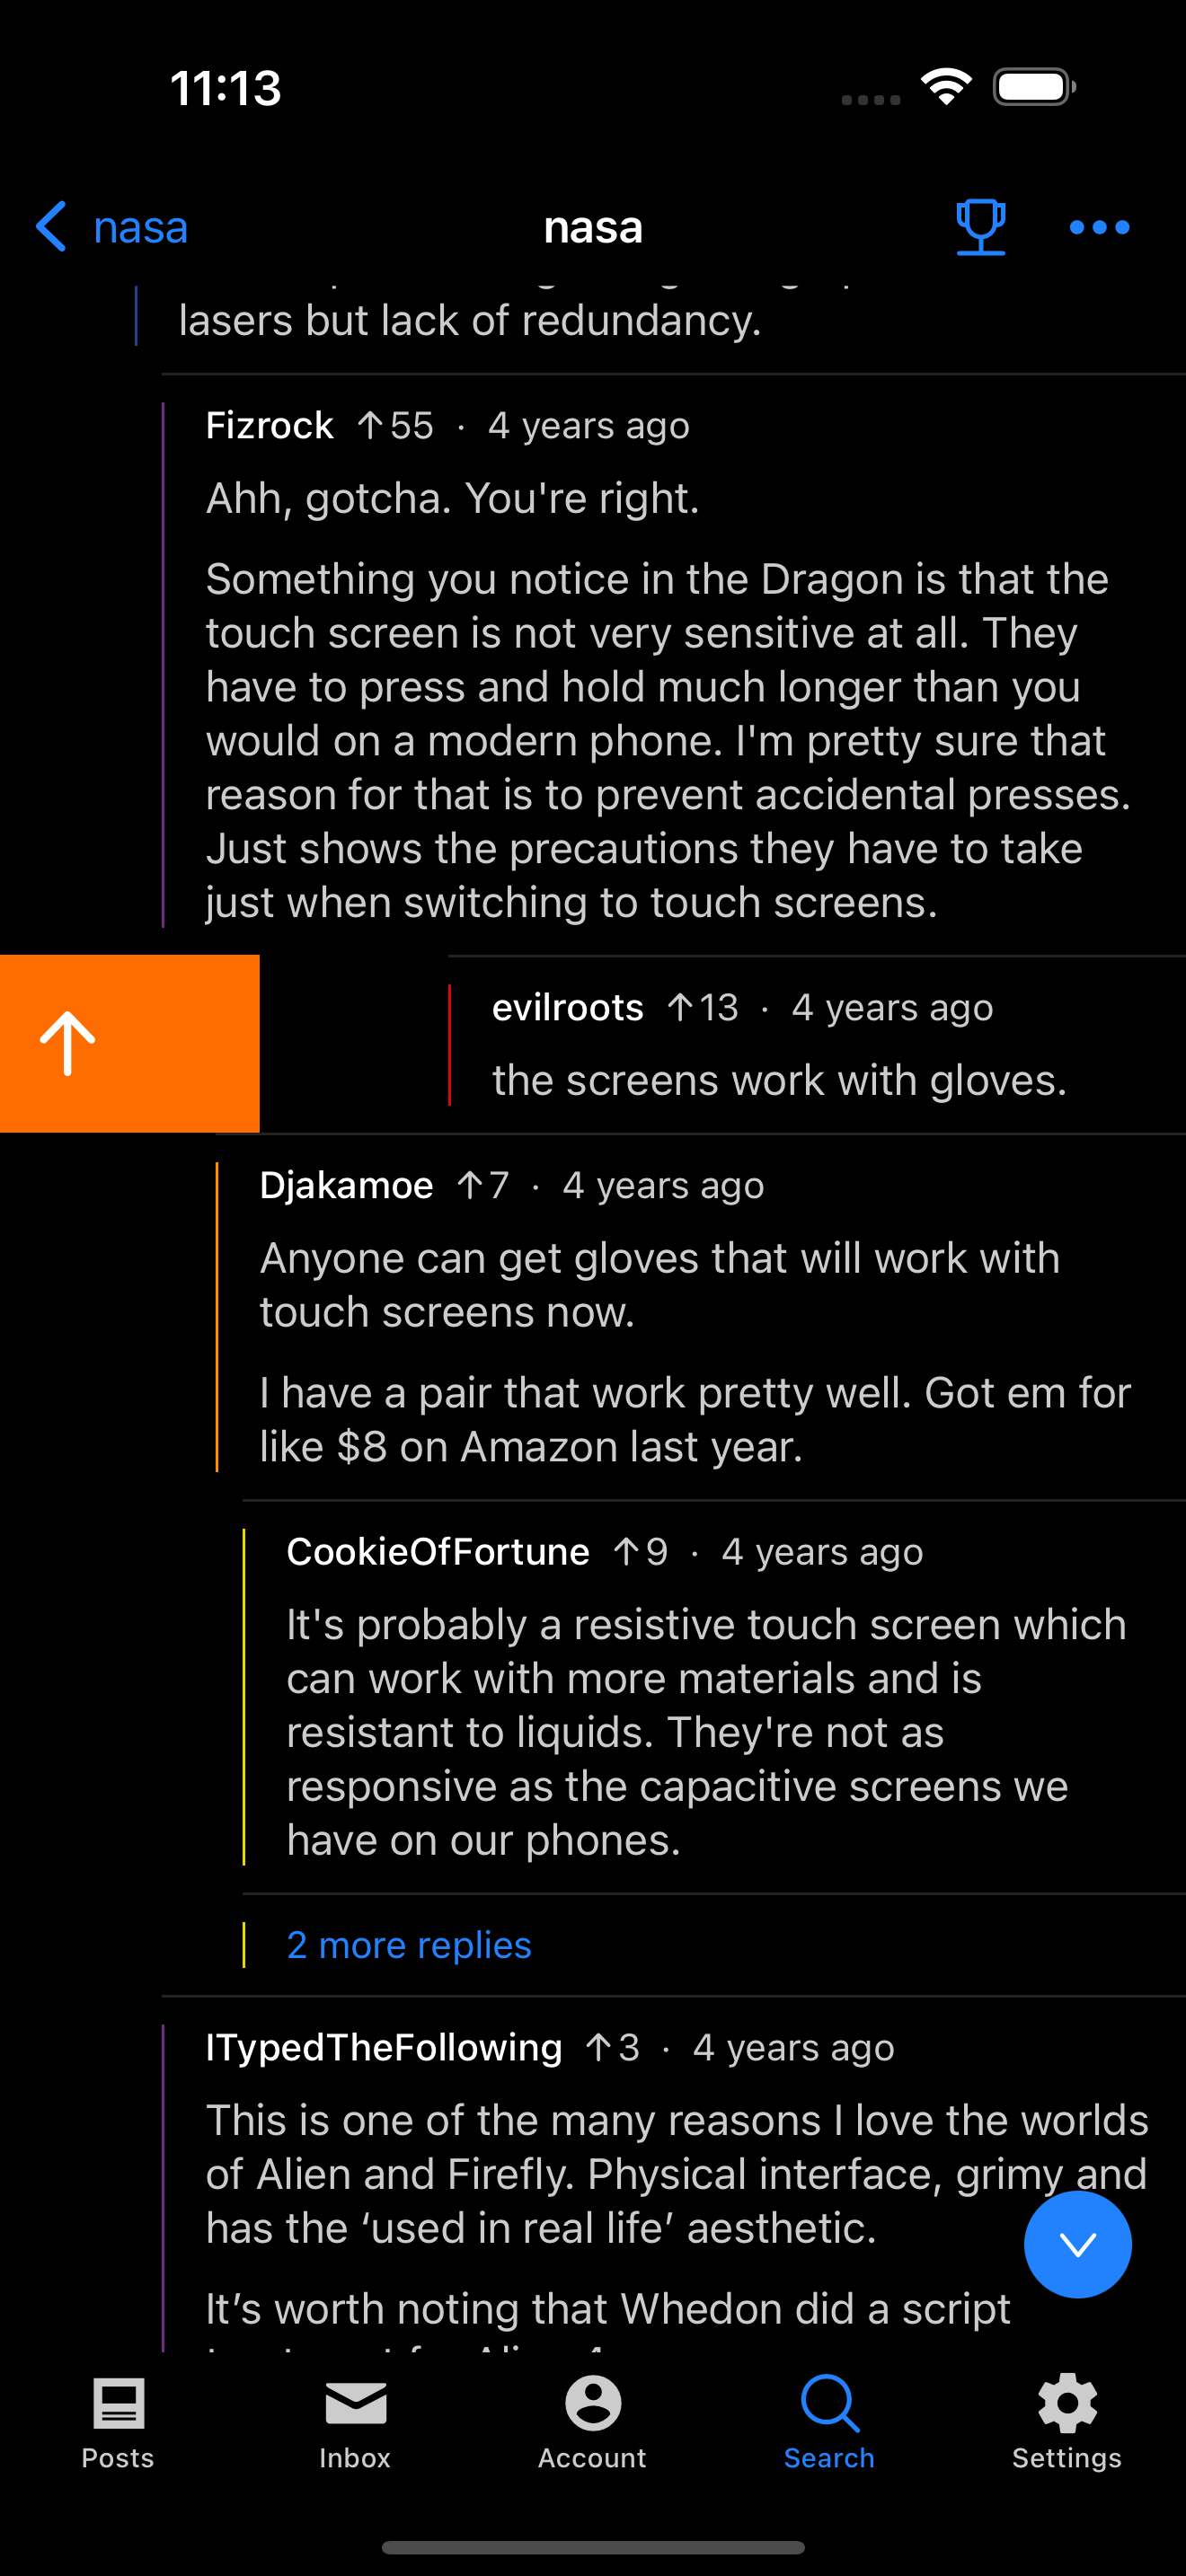 11:13
nasa
nasa
lasers but lack of redundancy.
Fizrock ↑55 · 4 years ago
Ahh, gotcha. You're right.
Something you notice in the Dragon is that the
touch screen is not very sensitive at all. They
have to press and hold much longer than you
would on a modern phone. I'm pretty sure that
reason for that is to prevent accidental presses.
Just shows the precautions they have to take
just when switching to touch screens.
evilroots ↑13 · 4 years ago
the screens work with gloves.
Djakamoe ↑7 · 4 years ago
Anyone can get gloves that will work with
touch screens now.
I have a pair that work pretty well. Got em for
like $8 on Amazon last year.
CookieOfFortune ↑9 · 4 years ago
It's probably a resistive touch screen which
can work with more materials and is
resistant to liquids. They're not as
responsive as the capacitive screens we
have on our phones.
2 more replies
ITypedTheFollowing ↑3 · 4 years ago
This is one of the many reasons I love the worlds
of Alien and Firefly. Physical interface, grimy and
has the ‘used in real life’ aesthetic.
It’s worth noting that Whedon did a script
Posts
Inbox
Account
Search
Settings